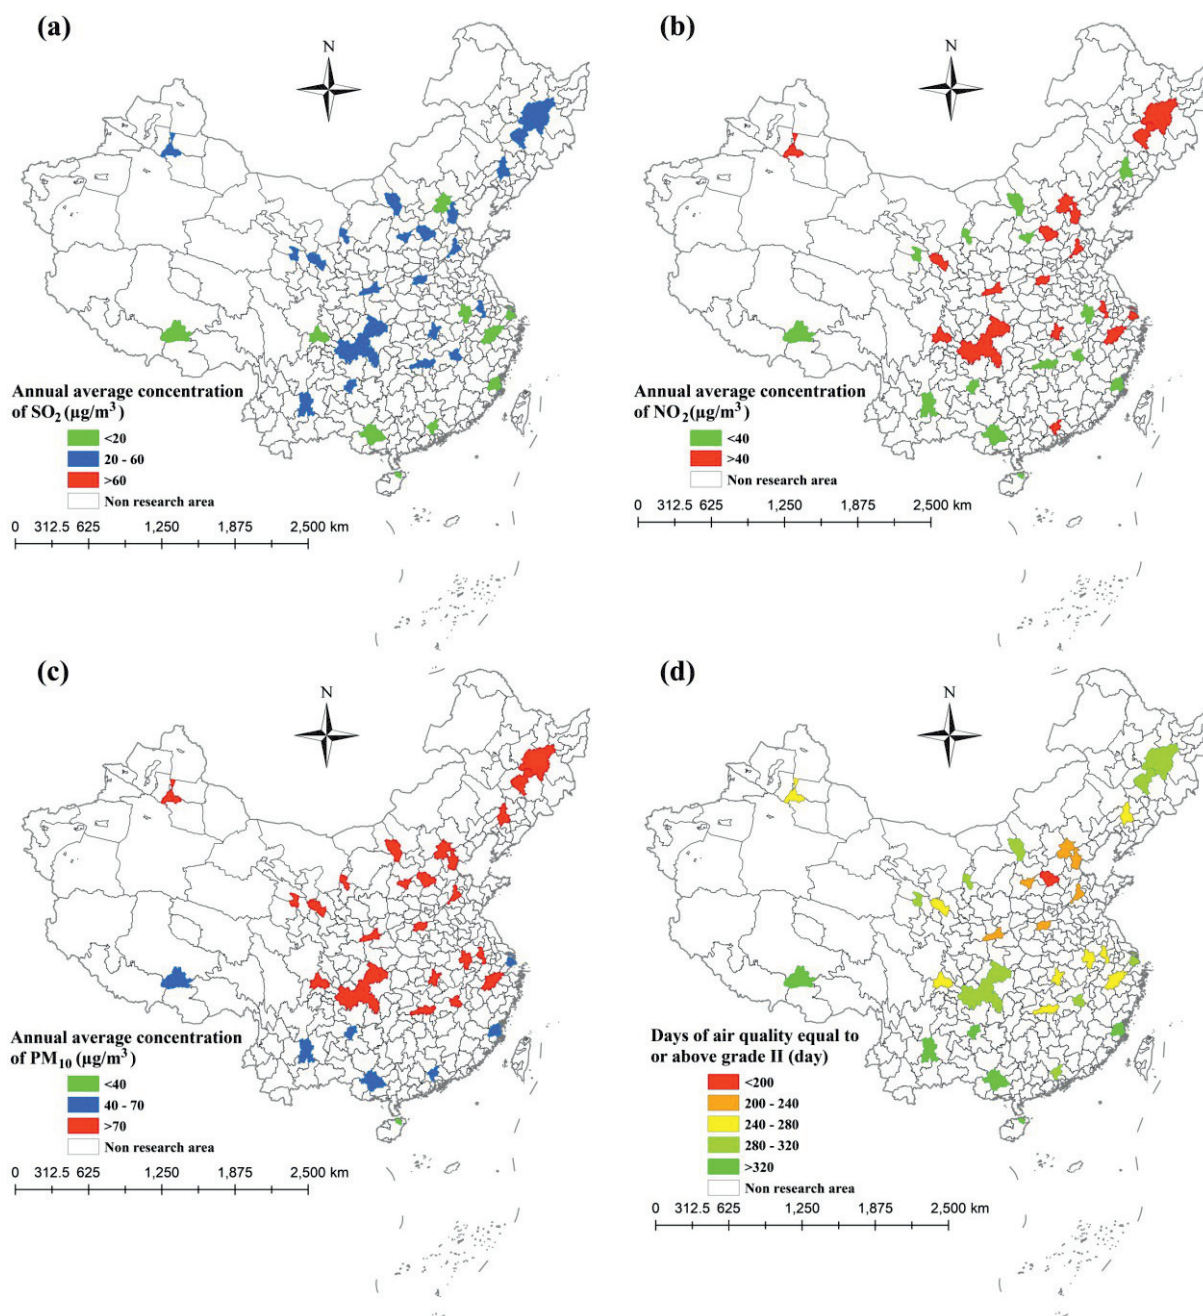 (a)
N
Annual average concentration
of SO₂ (µg/m³)
<20
20 - 60
>60
Non research area
0 312.5 625 1,250 1,875 2,500 km
(b)
N
Annual average concentration
of NO₂(µg/m³)
<40
>40
Non research area
0 312.5 625 1,250 1,875 2,500 km
(c)
N
Annual average concentration
of PM₁₀ (µg/m³)
<40
40 - 70
>70
Non research area
0 312.5 625 1,250 1,875 2,500 km
(d)
N
Days of air quality equal to
or above grade II (day)
<200
200 - 240
240 - 280
280 - 320
>320
Non research area
0 312.5 625 1,250 1,875 2,500 km